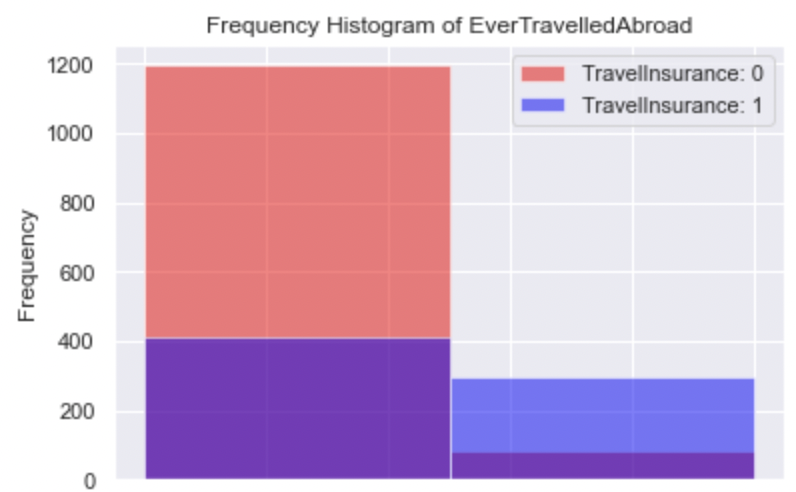 Frequency Histogram of EverTravelledAbroad
TravelInsurance: 0
TravelInsurance: 1
1200
1000
800
600
400
200
0
Frequency